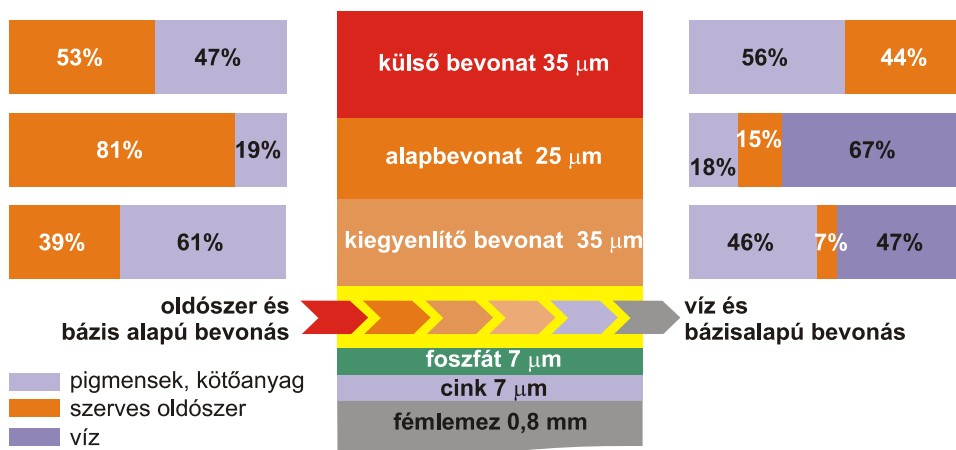 53% 47%
külső bevonat 35 µm
56% 44%
81% 19%
alapbevonat 25 µm
18% 15% 67%
39% 61%
kiegyenlítő bevonat 35 µm
46% 7% 47%
oldószer és
bázis alapú bevonás
víz és
bázisalapú bevonás
foszfát 7 µm
cink 7 µm
fémlemez 0,8 mm
pigmensek, kötőanyag
szerves oldószer
víz